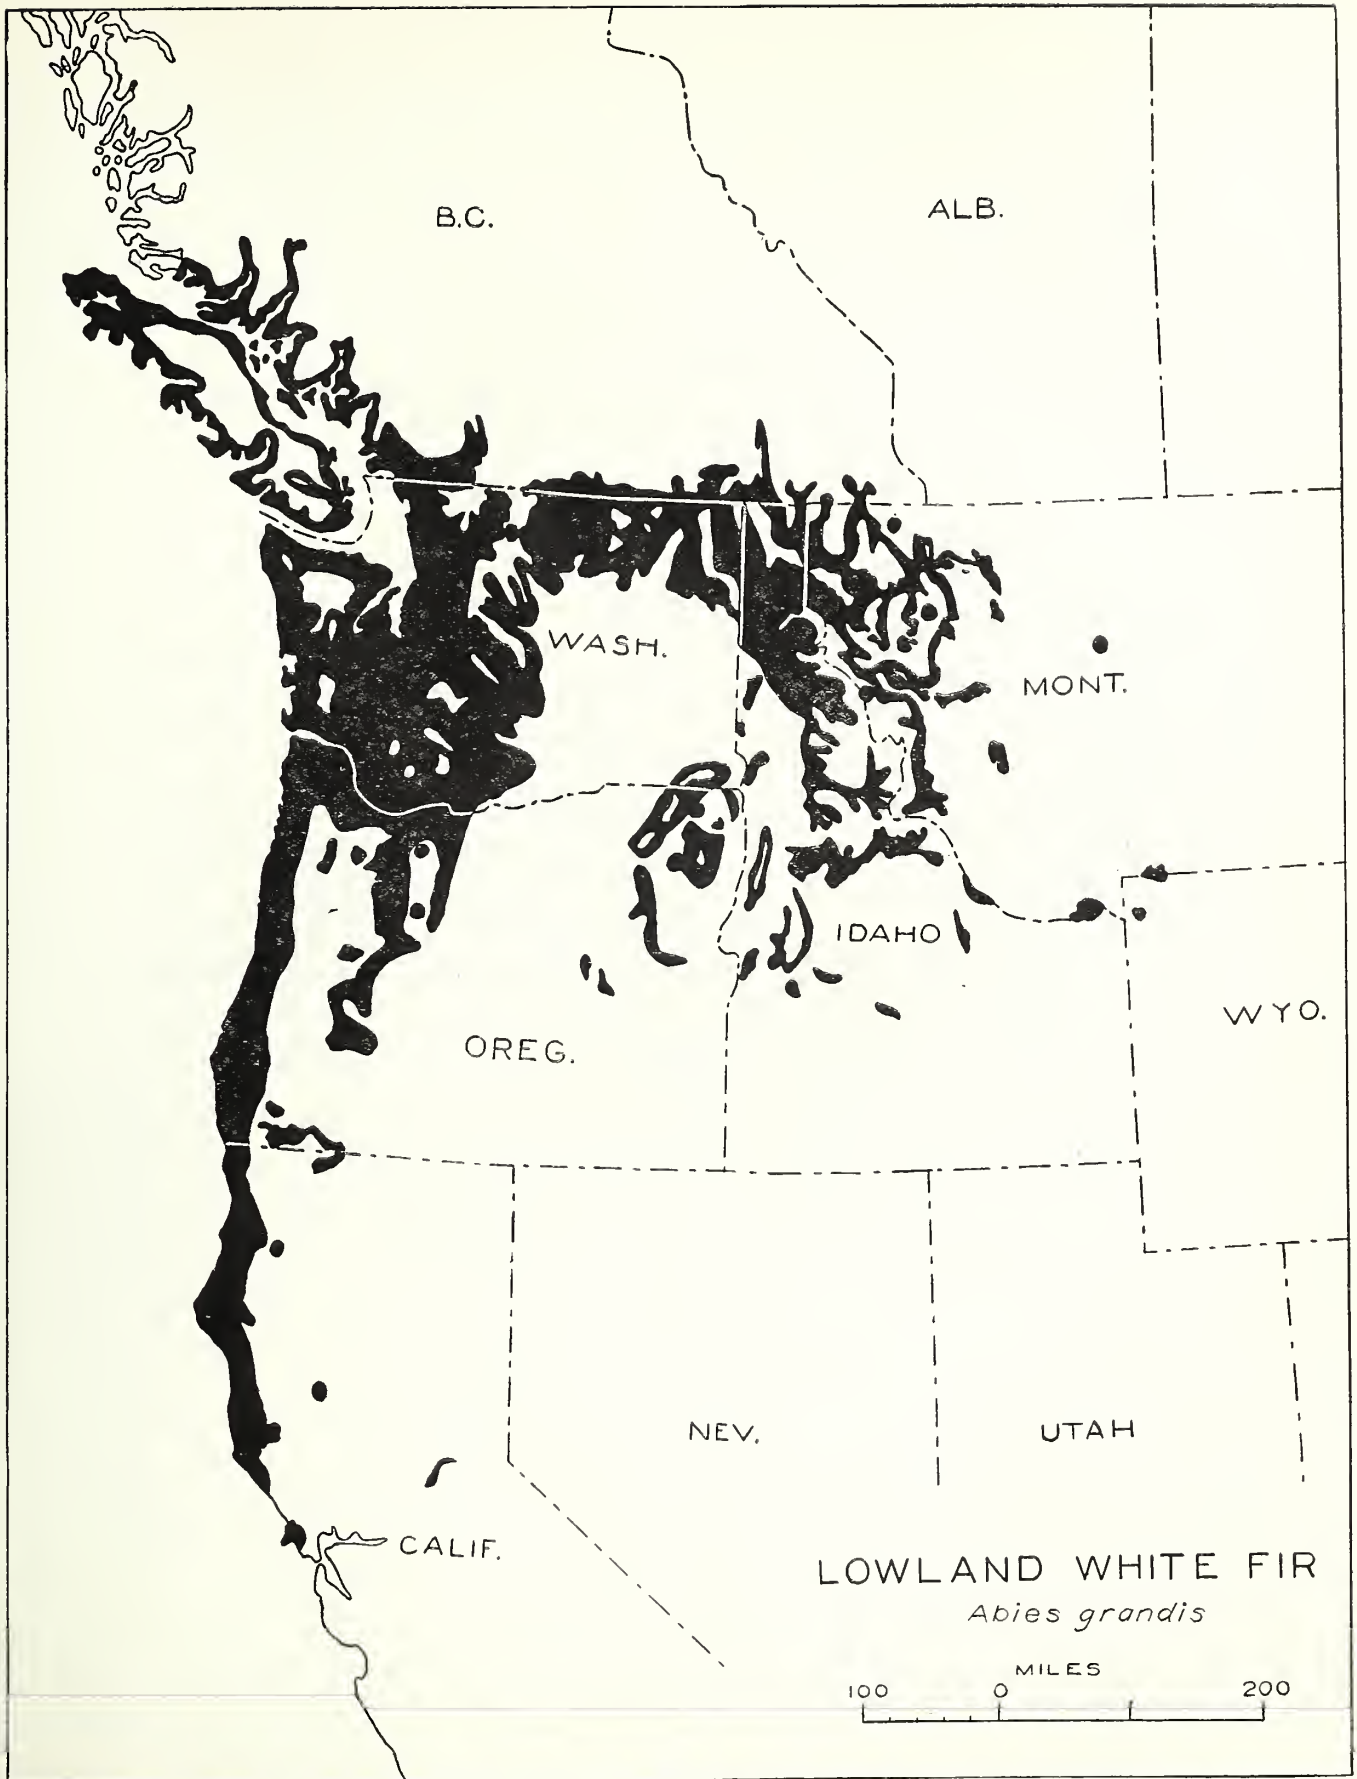 B.C.
ALB.
WASH.
MONT.
IDAHO
WYO.
OREG.
NEV.
UTAH
CALIF.
LOWLAND WHITE FIR
Abies grandis
MILES
100 0 200